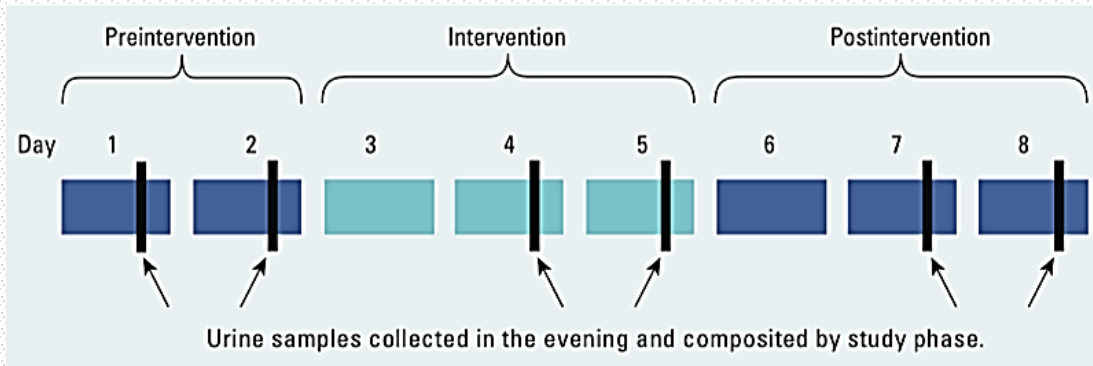 Preintervention Intervention Postintervention
Day 1 2 3 4 5 6 7 8
Urine samples collected in the evening and composited by study phase.